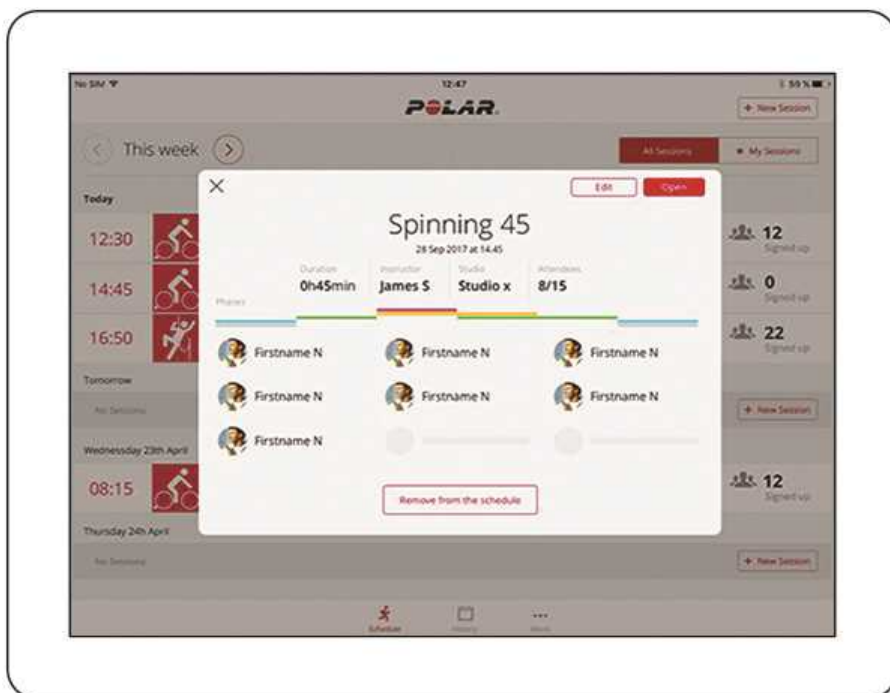 No SIM 12:47 59 %
POLAR
+ New Session
This week
All Sessions My Sessions
Edit Open
Today
Spinning 45
28 Sep 2017 at 14.45
12:30 12
Signed up
Duration Instructor Studio Attendees
0h45min James S Studio x 8/15
14:45 0
Signed up
Phases
16:50 22
Signed up
Firstname N Firstname N Firstname N
Tomorrow
Firstname N Firstname N Firstname N
No Sessions + New Session
Firstname N
Wednesday 23th April
08:15 12
Signed up
Remove from the schedule
Thursday 24th April
No Sessions + New Session
Schedule History More